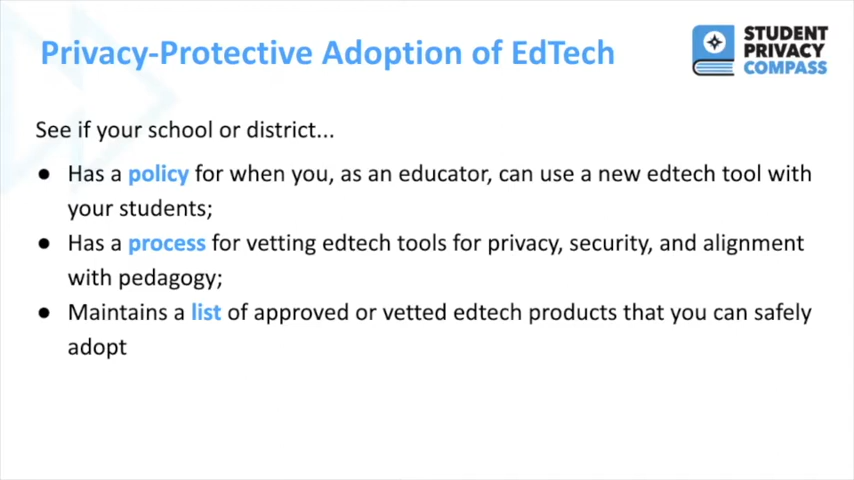 Privacy-Protective Adoption of EdTech
STUDENT
PRIVACY
COMPASS
See if your school or district...
● Has a policy for when you, as an educator, can use a new edtech tool with
your students;
● Has a process for vetting edtech tools for privacy, security, and alignment
with pedagogy;
● Maintains a list of approved or vetted edtech products that you can safely
adopt